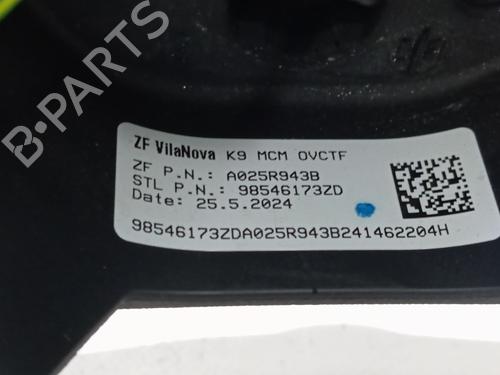 ZF VilaNova K9 MCM OVCTF
ZF P.N.: A025R943B
STL P.N.: 98546173ZD
Date: 25.5.2024
98546173ZDA025R943B241462204H
B-PARTS